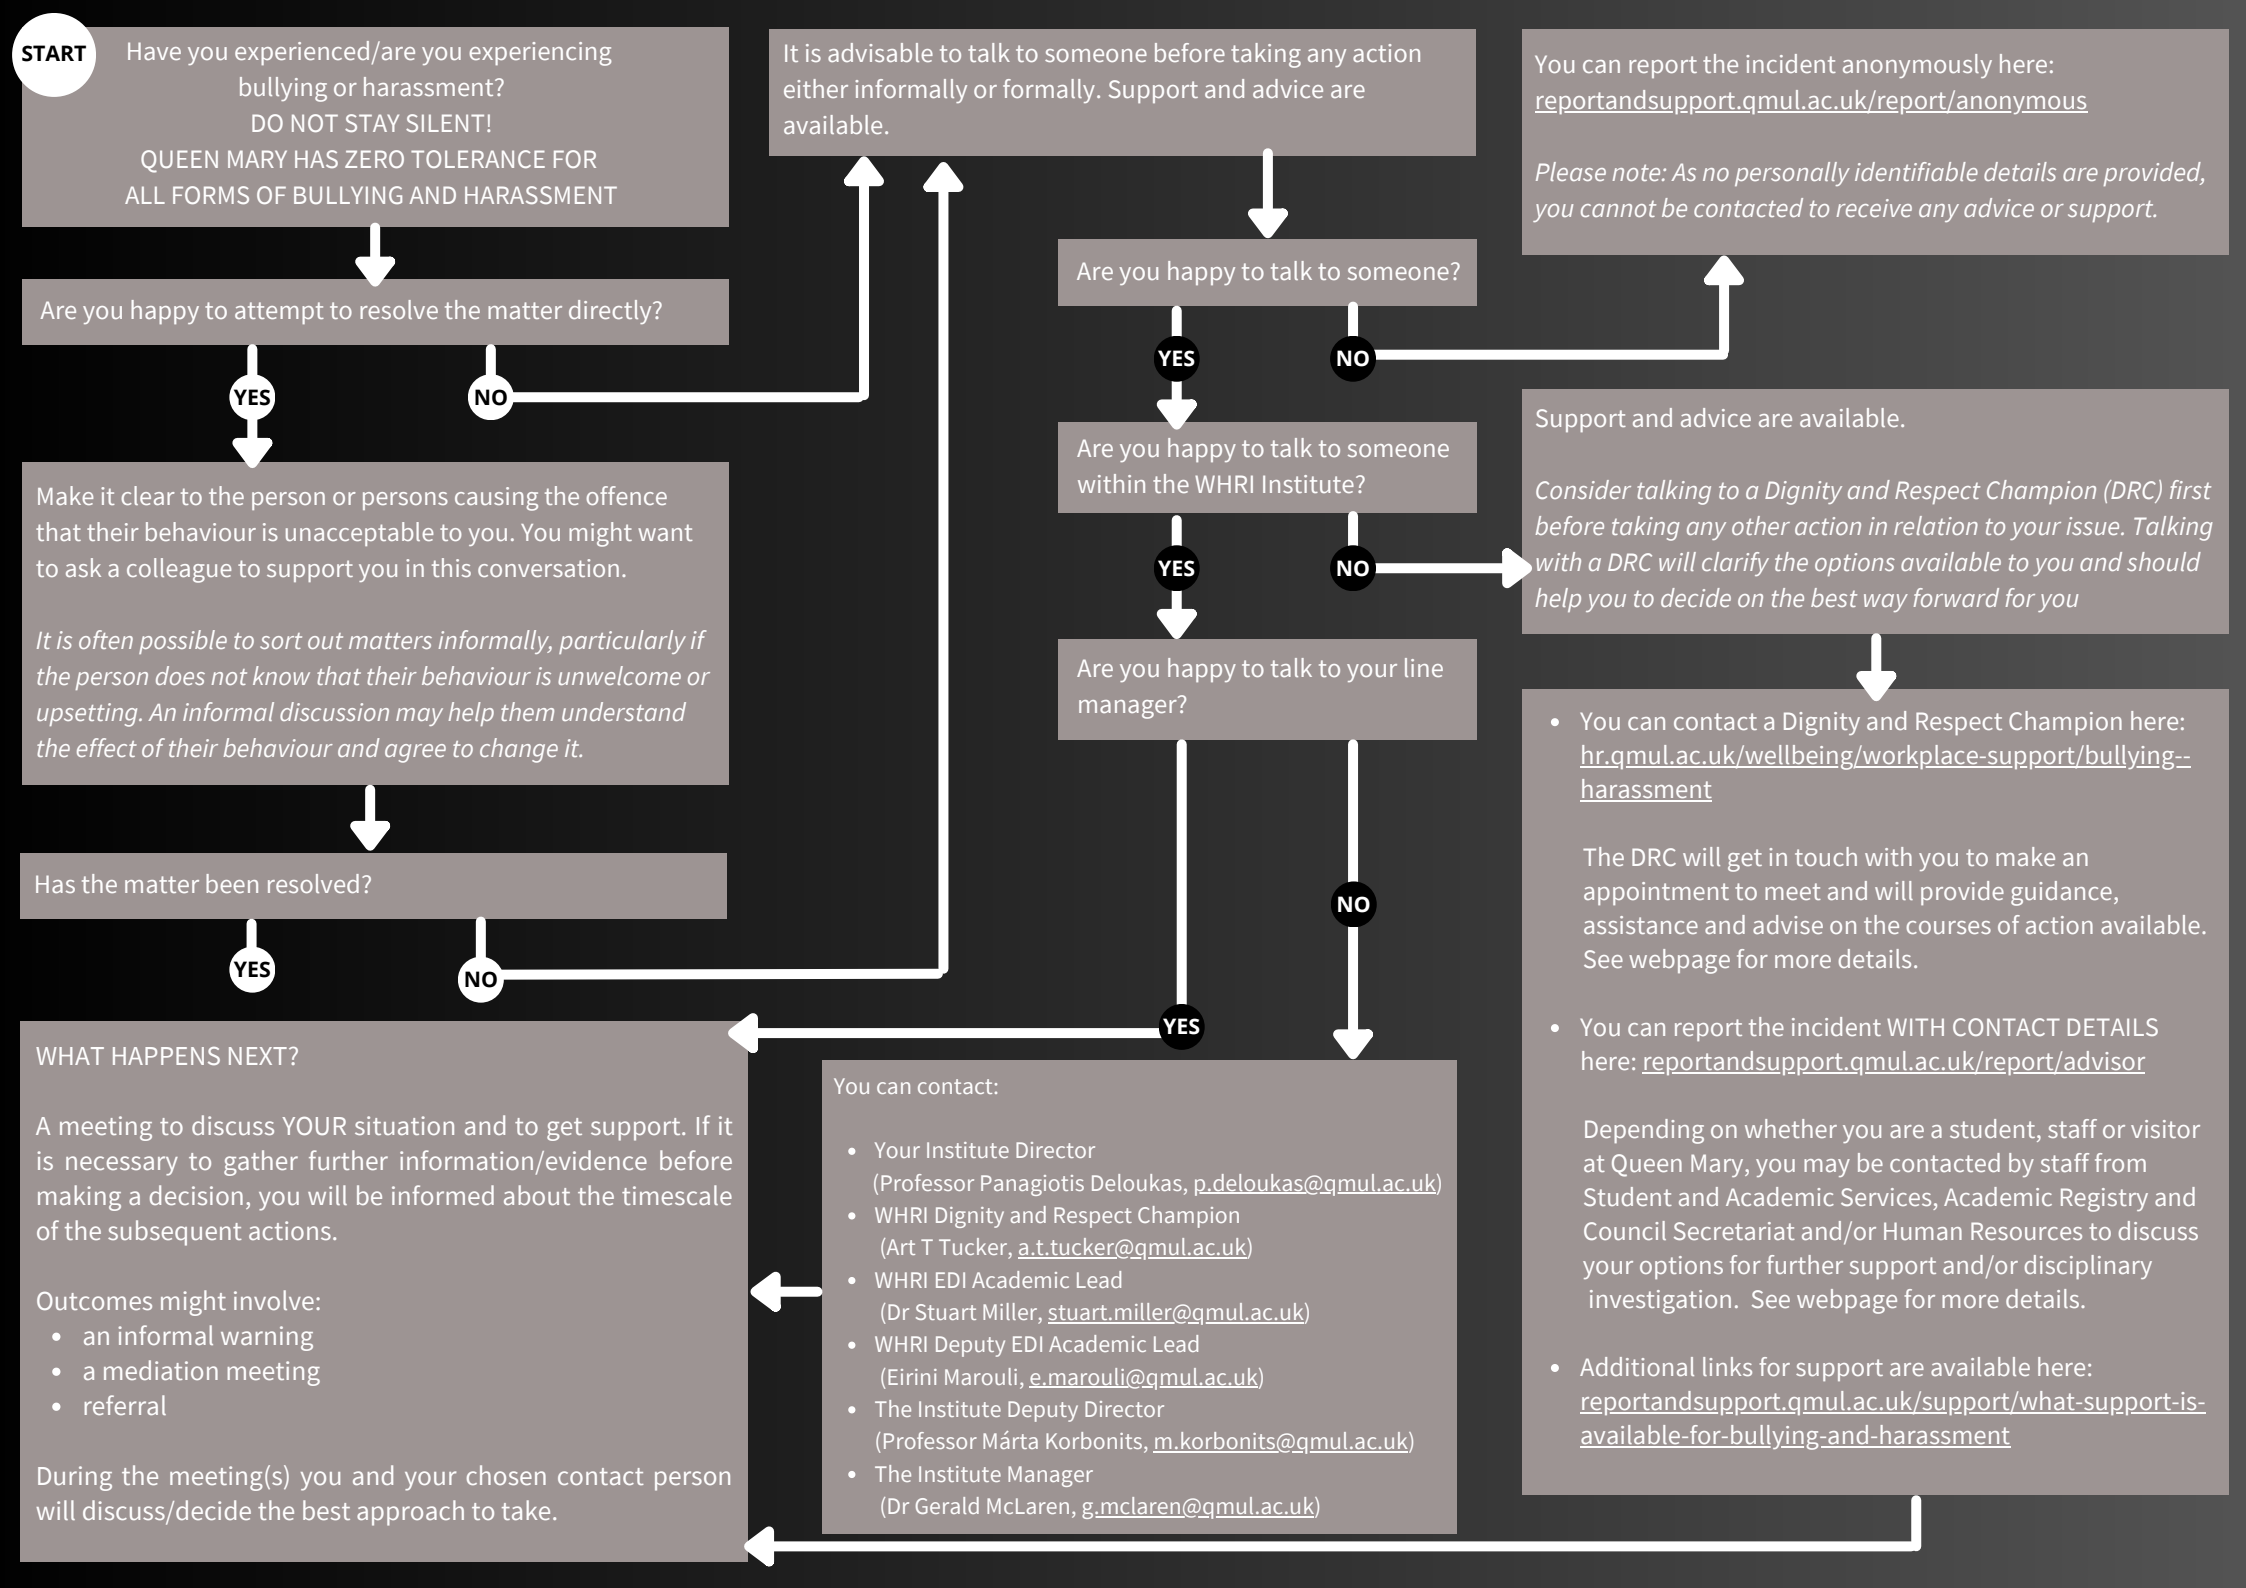 START
Have you experienced/are you experiencing
bullying or harassment?
DO NOT STAY SILENT!
QUEEN MARY HAS ZERO TOLERANCE FOR
ALL FORMS OF BULLYING AND HARASSMENT
Are you happy to attempt to resolve the matter directly?
YES
NO
Make it clear to the person or persons causing the offence
that their behaviour is unacceptable to you. You might want
to ask a colleague to support you in this conversation.
It is often possible to sort out matters informally, particularly if
the person does not know that their behaviour is unwelcome or
upsetting. An informal discussion may help them understand
the effect of their behaviour and agree to change it.
Has the matter been resolved?
YES
NO
WHAT HAPPENS NEXT?
A meeting to discuss YOUR situation and to get support. If it
is necessary to gather further information/evidence before
making a decision, you will be informed about the timescale
of the subsequent actions.
Outcomes might involve:
• an informal warning
• a mediation meeting
• referral
During the meeting(s) you and your chosen contact person
will discuss/decide the best approach to take.
It is advisable to talk to someone before taking any action
either informally or formally. Support and advice are
available.
Are you happy to talk to someone?
YES
NO
Are you happy to talk to someone
within the WHRI Institute?
YES
NO
Are you happy to talk to your line
manager?
NO
YES
You can contact:
• Your Institute Director
(Professor Panagiotis Deloukas, p.deloukas@qmul.ac.uk)
• WHRI Dignity and Respect Champion
(Art T Tucker, a.t.tucker@qmul.ac.uk)
• WHRI EDI Academic Lead
(Dr Stuart Miller, stuart.miller@qmul.ac.uk)
• WHRI Deputy EDI Academic Lead
(Eirini Marouli, e.marouli@qmul.ac.uk)
• The Institute Deputy Director
(Professor Márta Korbonits, m.korbonits@qmul.ac.uk)
• The Institute Manager
(Dr Gerald McLaren, g.mclaren@qmul.ac.uk)
You can report the incident anonymously here:
reportandsupport.qmul.ac.uk/report/anonymous
Please note: As no personally identifiable details are provided,
you cannot be contacted to receive any advice or support.
Support and advice are available.
Consider talking to a Dignity and Respect Champion (DRC) first
before taking any other action in relation to your issue. Talking
with a DRC will clarify the options available to you and should
help you to decide on the best way forward for you
• You can contact a Dignity and Respect Champion here:
hr.qmul.ac.uk/wellbeing/workplace-support/bullying--
harassment
The DRC will get in touch with you to make an
appointment to meet and will provide guidance,
assistance and advise on the courses of action available.
See webpage for more details.
• You can report the incident WITH CONTACT DETAILS
here: reportandsupport.qmul.ac.uk/report/advisor
Depending on whether you are a student, staff or visitor
at Queen Mary, you may be contacted by staff from
Student and Academic Services, Academic Registry and
Council Secretariat and/or Human Resources to discuss
your options for further support and/or disciplinary
investigation. See webpage for more details.
• Additional links for support are available here:
reportandsupport.qmul.ac.uk/support/what-support-is-
available-for-bullying-and-harassment